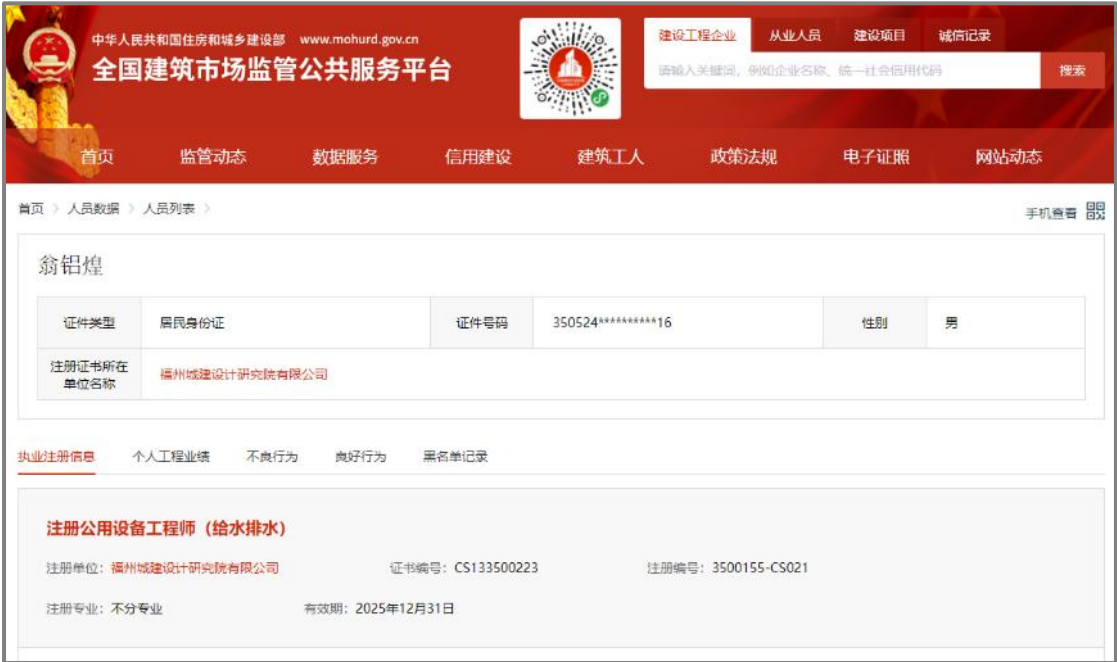 中华人民共和国住房和城乡建设部 www.mohurd.gov.cn
全国建筑市场监管公共服务平台
建设工程企业 从业人员 建设项目 诚信记录
请输入关键词，例如企业名称、统一社会信用代码 搜索
首页 监管动态 数据服务 信用建设 建筑工人 政策法规 电子证照 网站动态
首页 > 人员数据 > 人员列表 >
手机查看
翁铝煌
证件类型 居民身份证 证件号码 350524**********16 性别 男
注册证书所在
单位名称 福州城建设计研究院有限公司
执业注册信息 个人工程业绩 不良行为 良好行为 黑名单记录
注册公用设备工程师（给水排水）
注册单位：福州城建设计研究院有限公司 证书编号：CS133500223 注册编号：3500155-CS021
注册专业：不分专业 有效期：2025年12月31日